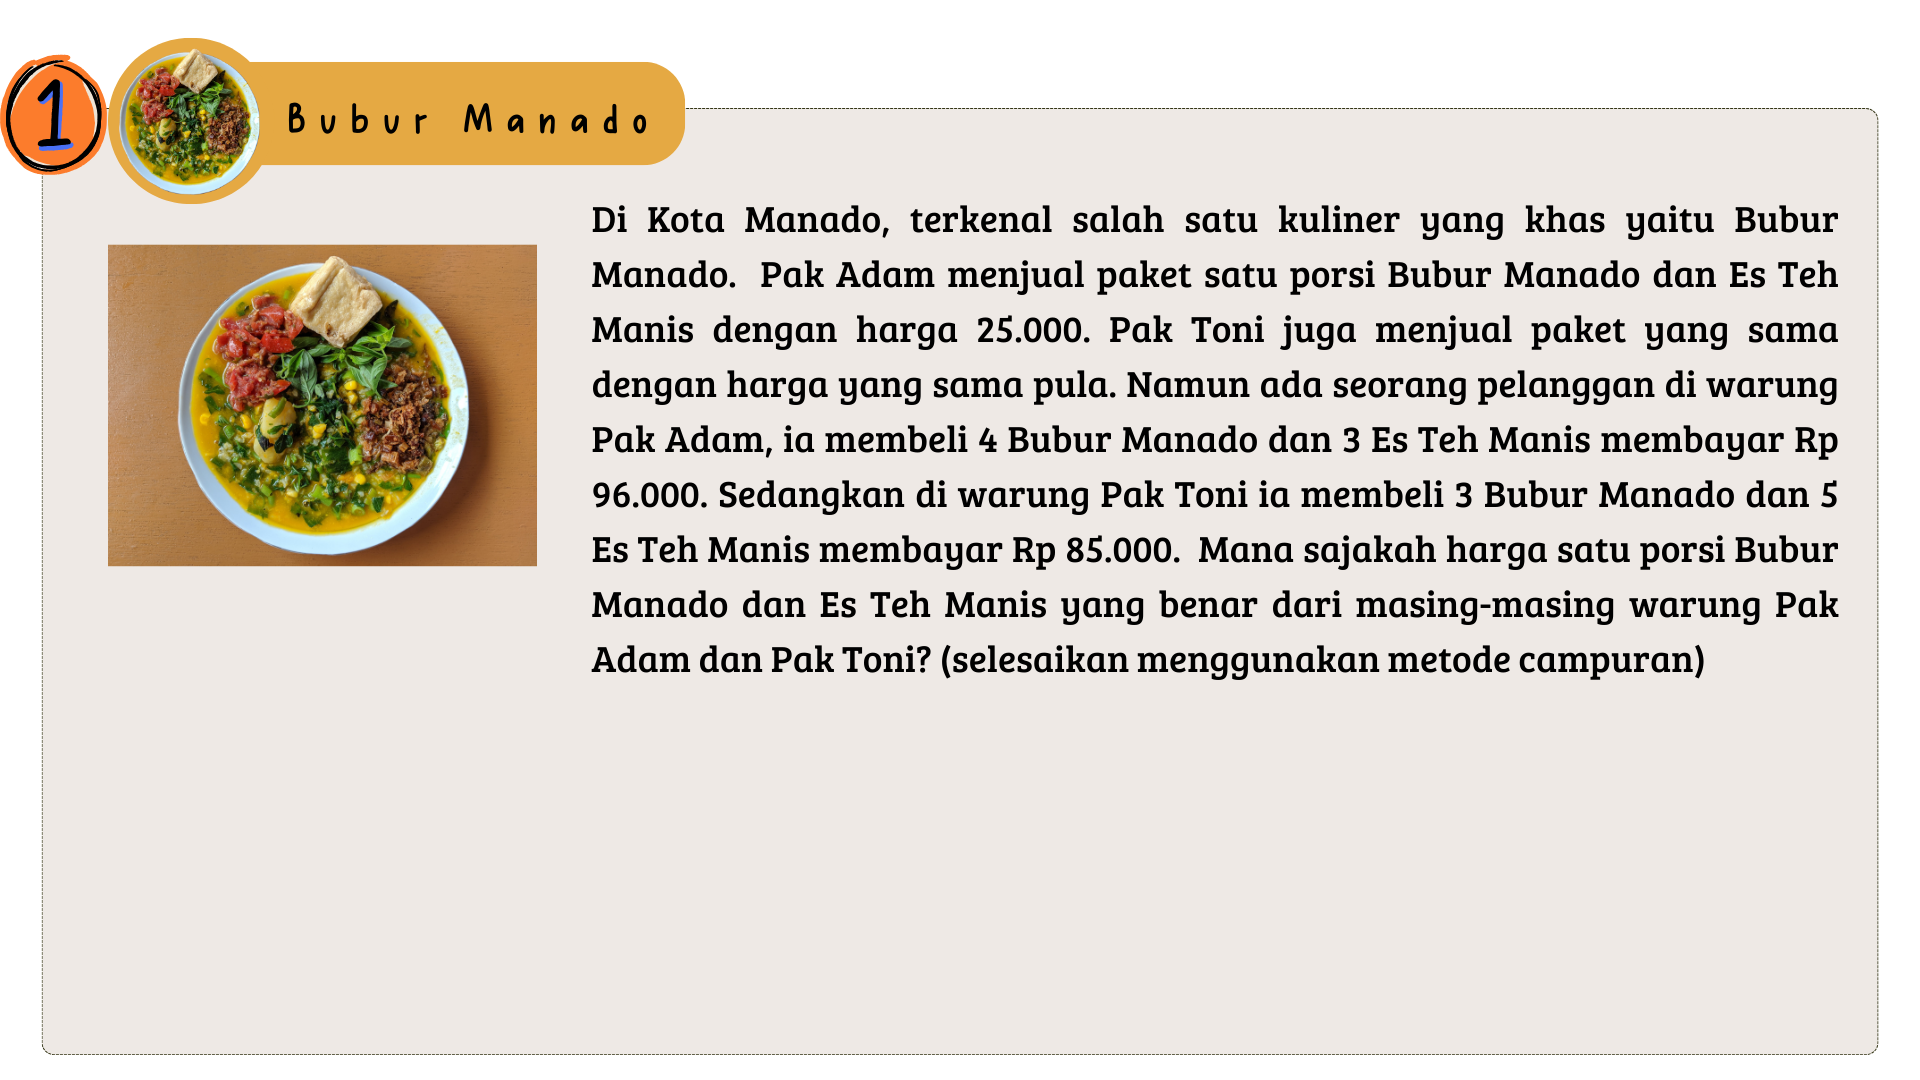 1
Bubur Manado
Di Kota Manado, terkenal salah satu kuliner yang khas yaitu Bubur
Manado. Pak Adam menjual paket satu porsi Bubur Manado dan Es Teh
Manis dengan harga 25.000. Pak Toni juga menjual paket yang sama
dengan harga yang sama pula. Namun ada seorang pelanggan di warung
Pak Adam, ia membeli 4 Bubur Manado dan 3 Es Teh Manis membayar Rp
96.000. Sedangkan di warung Pak Toni ia membeli 3 Bubur Manado dan 5
Es Teh Manis membayar Rp 85.000. Mana sajakah harga satu porsi Bubur
Manado dan Es Teh Manis yang benar dari masing-masing warung Pak
Adam dan Pak Toni? (selesaikan menggunakan metode campuran)